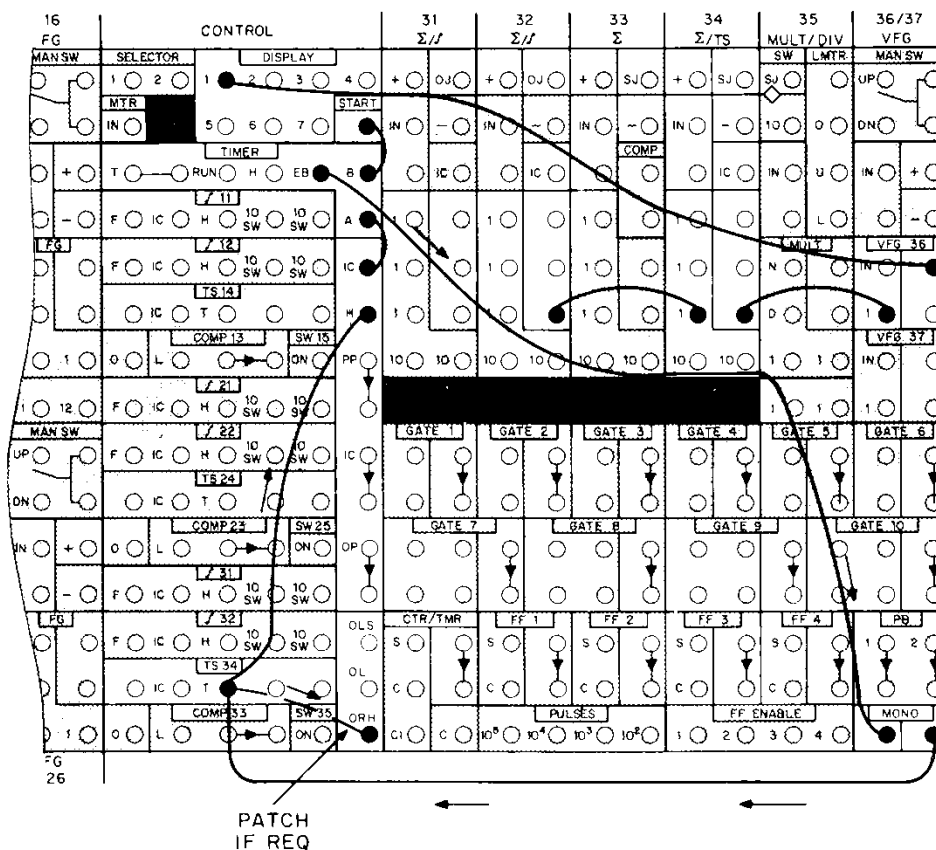 16 CONTROL 31 32 33 34 35 36/37
FG Σ/∫ Σ/∫ Σ Σ/TS MULT/DIV VFG
MAN SW SELECTOR DISPLAY SW LMTR MAN SW
1 2 1 2 3 4 + OJ + OJ + SJ + SJ SJ UP
MTR START
IN 5 6 7 IN - IN ~ IN ~ IN - 10 O DN
TIMER COMP
+ T RUN H EB B IC IC IC IN U IN +
∫ 11
- F IC H 10 SW 10 SW A 1 1 1 1 L -
FG ∫ 12 MULT VFG 36
F IC H 10 SW 10 SW IC 1 1 1 1 N IN
TS 14
IC T H 1 D 1
COMP 13 SW 15 VFG 37
1 O L ON PP 10 10 10 10 10 10 10 10 1 1 IN
∫ 21
1 12 F IC H 10 SW 10 SW 1 1 1
MAN SW ∫ 22 GATE 1 GATE 2 GATE 3 GATE 4 GATE 5 GATE 6
UP F IC H 10 SW 10 SW IC
TS 24
DN IC T
COMP 23 SW 25 GATE 7 GATE 8 GATE 9 GATE 10
IN + O L ON OP
∫ 31
- F IC H 10 SW 10 SW
FG ∫ 32 CTR/TMR FF 1 FF 2 FF 3 FF 4 PB
F IC H 10 SW 10 SW OLS S S S S S 1 2
TS 34 OL
IC T C C C C C
COMP 33 SW 35 ORH PULSES FF ENABLE MONO
1 O L ON C1 C 10⁵ 10⁴ 10³ 10² 1 2 3 4
FG
26
PATCH
IF REQ